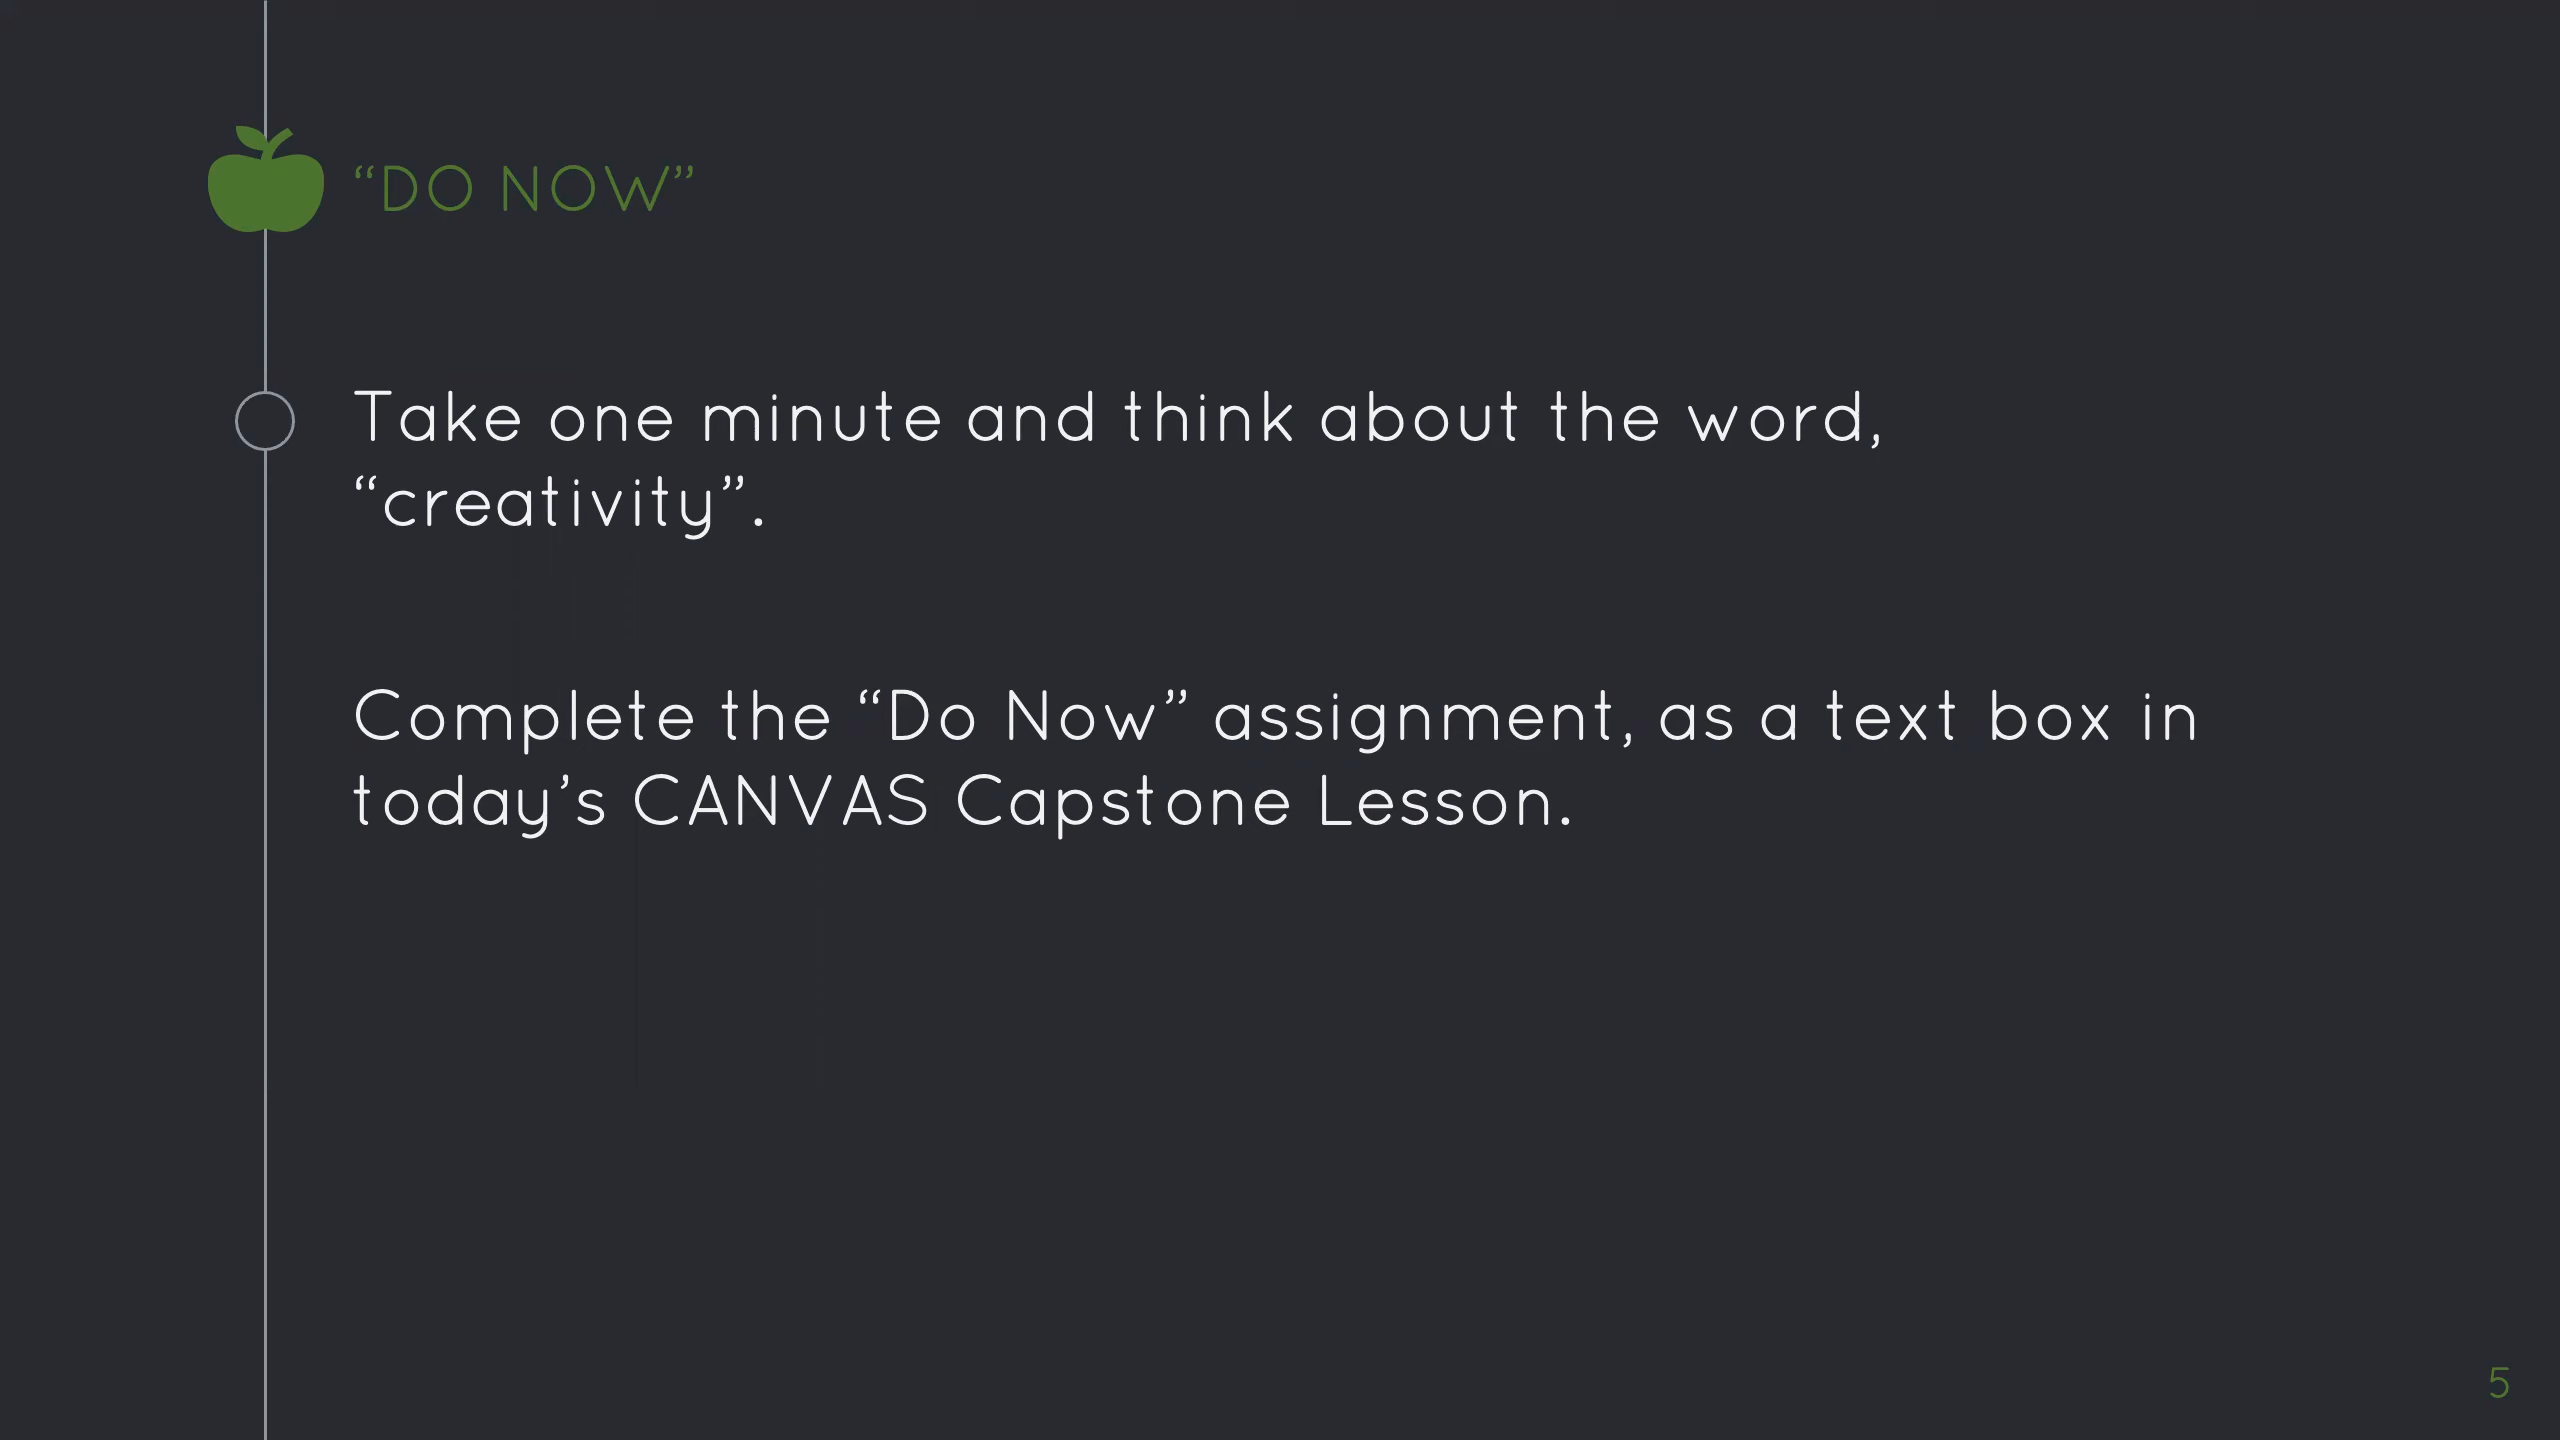 “DO NOW”
Take one minute and think about the word,
“creativity”.
Complete the “Do Now” assignment, as a text box in
today’s CANVAS Capstone Lesson.
5